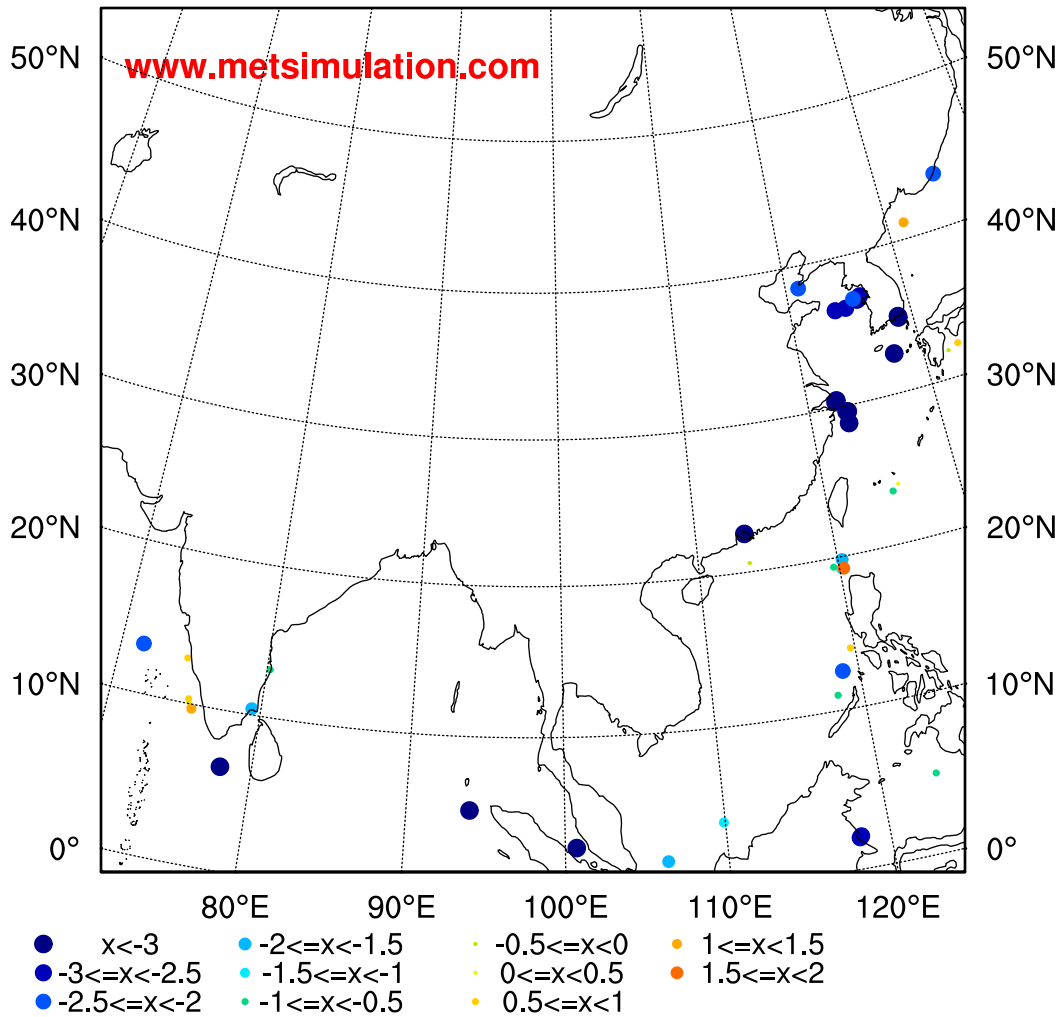 www.metsimulation.com
50°N 50°N
40°N 40°N
30°N 30°N
20°N 20°N
10°N 10°N
0° 0°
80°E 90°E 100°E 110°E 120°E
x<-3 -2<=x<-1.5 -0.5<=x<0 1<=x<1.5
-3<=x<-2.5 -1.5<=x<-1 0<=x<0.5 1.5<=x<2
-2.5<=x<-2 -1<=x<-0.5 0.5<=x<1